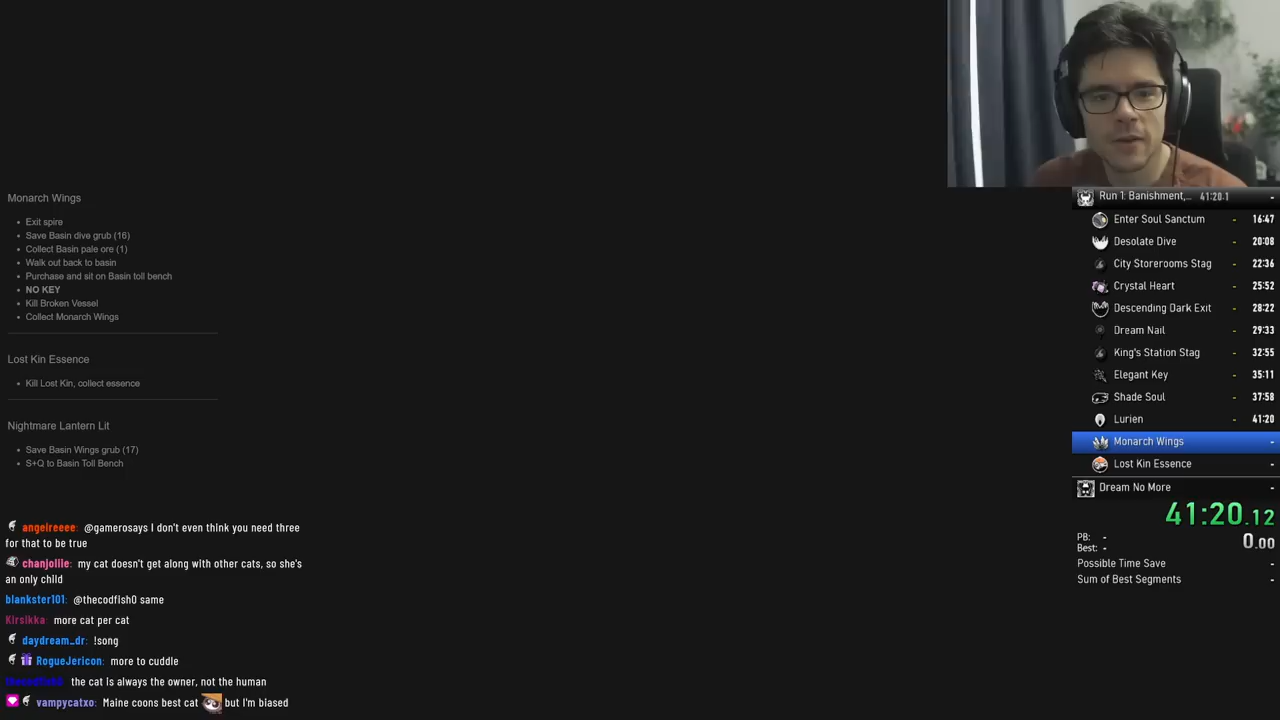 Monarch Wings
• Exit spire
• Save Basin dive grub (16)
• Collect Basin pale ore (1)
• Walk out back to basin
• Purchase and sit on Basin toll bench
• NO KEY
• Kill Broken Vessel
• Collect Monarch Wings
Lost Kin Essence
• Kill Lost Kin, collect essence
Nightmare Lantern Lit
• Save Basin Wings grub (17)
• S+Q to Basin Toll Bench
angelreeee: @gamerosays I don't even think you need three
for that to be true
chanjolile: my cat doesn't get along with other cats, so she's
an only child
blankster101: @thecodfish0 same
Kirsikka: more cat per cat
daydream_dr: !song
RogueJericon: more to cuddle
the cat is always the owner, not the human
vampycatxo: Maine coons best cat but I'm biased
Run 1: Banishment,... 41:20.1 -
Enter Soul Sanctum - 16:47
Desolate Dive - 20:08
City Storerooms Stag - 22:36
Crystal Heart - 25:52
Descending Dark Exit - 28:22
Dream Nail - 29:33
King's Station Stag - 32:55
Elegant Key - 35:11
Shade Soul - 37:58
Lurien - 41:20
Monarch Wings -
Lost Kin Essence -
Dream No More -
41:20.12
PB: - 0.00
Best: -
Possible Time Save -
Sum of Best Segments -